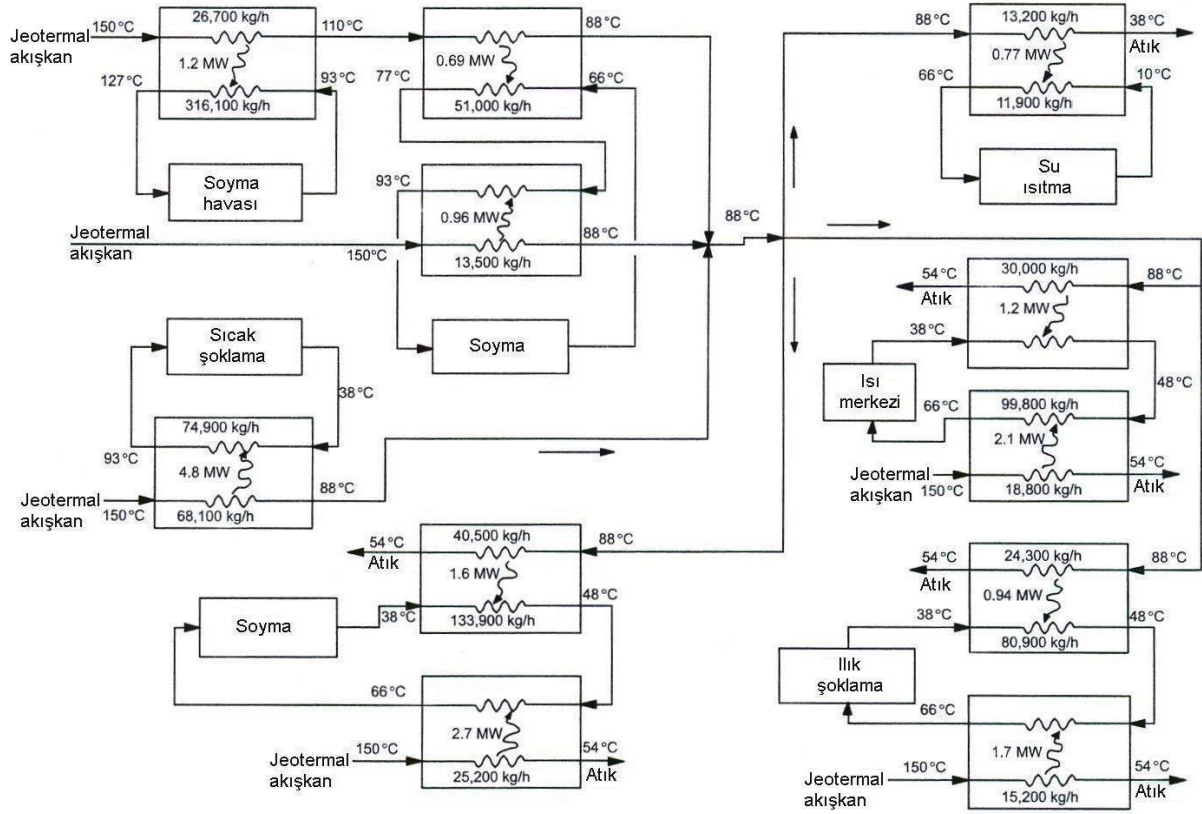 26,700 kg/h
150°C
110°C
Jeotermal
akışkan
1.2 MW
127°C
93°C
316,100 kg/h
Soyma
havası
88°C
0.69 MW
77°C
66°C
51,000 kg/h
93°C
0.96 MW
Jeotermal
akışkan
150°C
88°C
13,500 kg/h
Soyma
88°C
Sıcak
şoklama
38°C
74,900 kg/h
93°C
4.8 MW
Jeotermal
akışkan
150°C
88°C
68,100 kg/h
40,500 kg/h
54°C
88°C
Atık
1.6 MW
48°C
38°C
133,900 kg/h
Soyma
66°C
2.7 MW
150°C
54°C
Jeotermal
akışkan
25,200 kg/h
Atık
13,200 kg/h
88°C
38°C
Atık
0.77 MW
66°C
10°C
11,900 kg/h
Su
ısıtma
30,000 kg/h
54°C
88°C
Atık
1.2 MW
38°C
48°C
Isı
merkezi
66°C
99,800 kg/h
2.1 MW
54°C
Jeotermal
akışkan
150°C
18,800 kg/h
Atık
24,300 kg/h
54°C
88°C
Atık
0.94 MW
38°C
48°C
80,900 kg/h
Ilık
şoklama
66°C
1.7 MW
Jeotermal
akışkan
150°C
54°C
15,200 kg/h
Atık